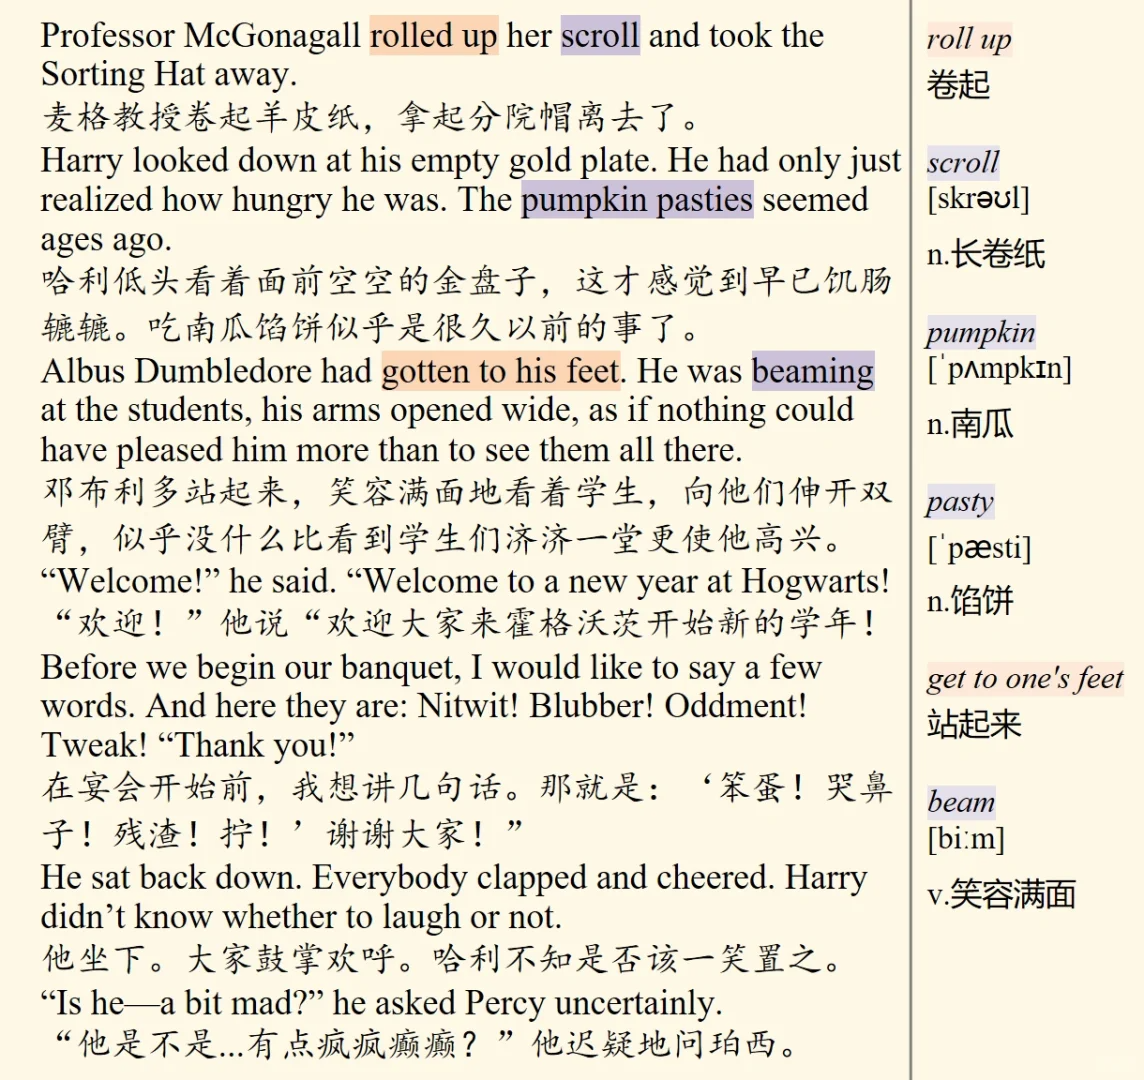 Professor McGonagall rolled up her scroll and took the
Sorting Hat away.
麦格教授卷起羊皮纸，拿起分院帽离去了。
Harry looked down at his empty gold plate. He had only just
realized how hungry he was. The pumpkin pasties seemed
ages ago.
哈利低头看着面前空空的金盘子，这才感觉到早已饥肠
辘辘。吃南瓜馅饼似乎是很久以前的事了。
Albus Dumbledore had gotten to his feet. He was beaming
at the students, his arms opened wide, as if nothing could
have pleased him more than to see them all there.
邓布利多站起来，笑容满面地看着学生，向他们伸开双
臂，似乎没什么比看到学生们济济一堂更使他高兴。
“Welcome!” he said. “Welcome to a new year at Hogwarts!
“欢迎！”他说“欢迎大家来霍格沃茨开始新的学年！
Before we begin our banquet, I would like to say a few
words. And here they are: Nitwit! Blubber! Oddment!
Tweak! “Thank you!”
在宴会开始前，我想讲几句话。那就是：‘笨蛋！哭鼻
子！残渣！拧！’谢谢大家！”
He sat back down. Everybody clapped and cheered. Harry
didn’t know whether to laugh or not.
他坐下。大家鼓掌欢呼。哈利不知是否该一笑置之。
“Is he—a bit mad?” he asked Percy uncertainly.
“他是不是...有点疯疯癫癫？”他迟疑地问珀西。
roll up
卷起
scroll
[skrəʊl]
n.长卷纸
pumpkin
[ˈpʌmpkɪn]
n.南瓜
pasty
[ˈpæsti]
n.馅饼
get to one's feet
站起来
beam
[biːm]
v.笑容满面